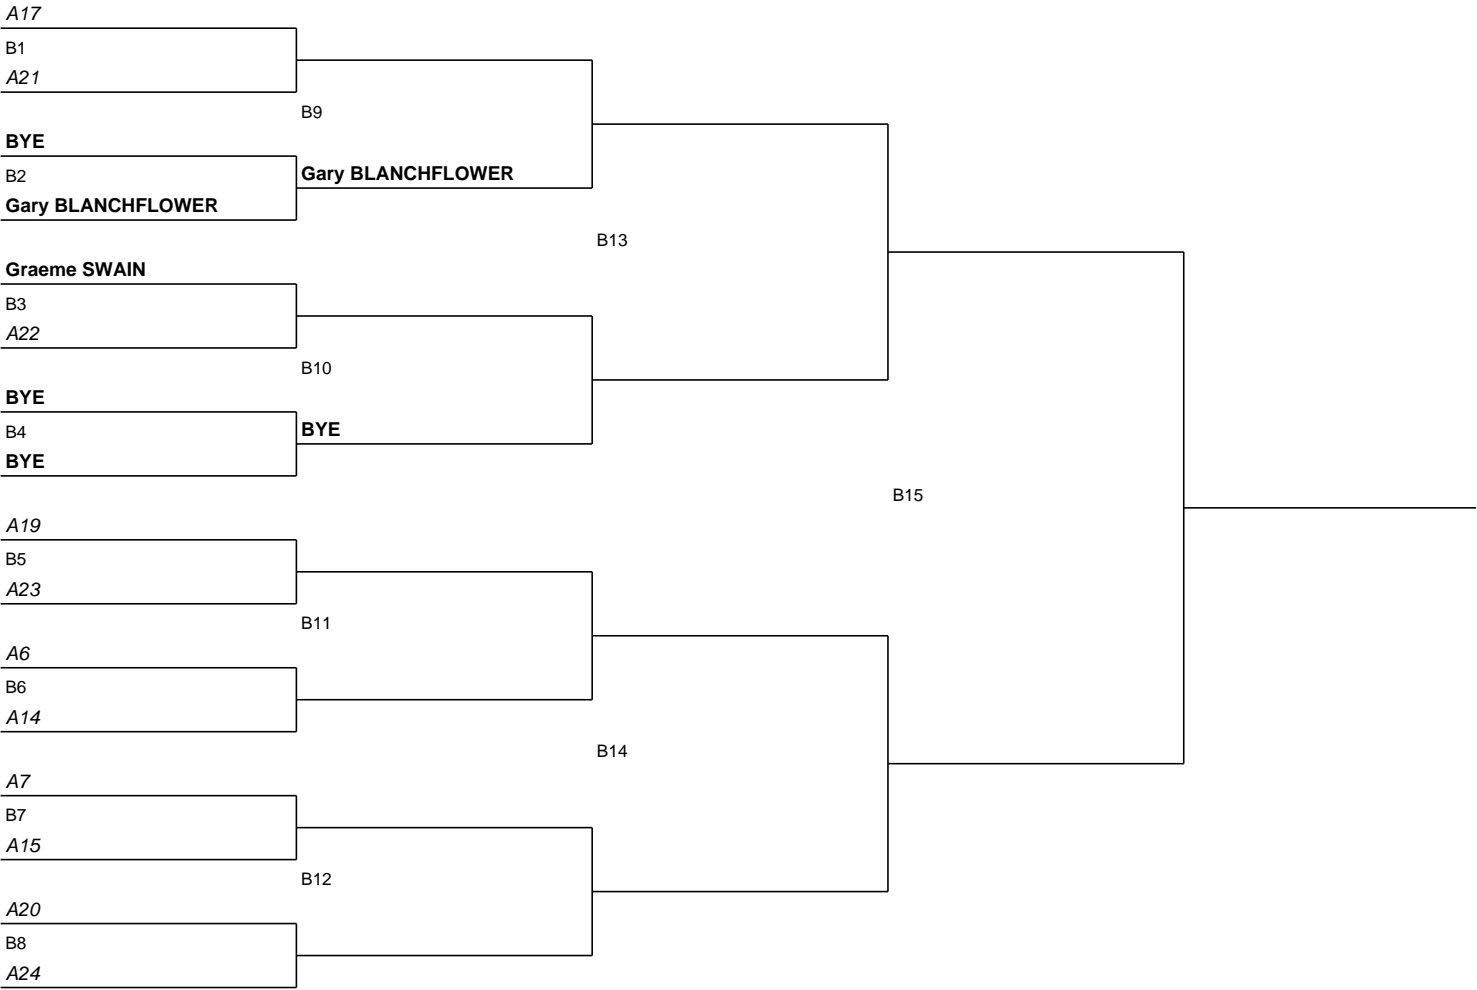 A17
B1
A21
B9
BYE
B2
Gary BLANCHFLOWER
Gary BLANCHFLOWER
B13
Graeme SWAIN
B3
A22
B10
BYE
B4
BYE
BYE
B15
A19
B5
A23
B11
A6
B6
A14
B14
A7
B7
A15
B12
A20
B8
A24